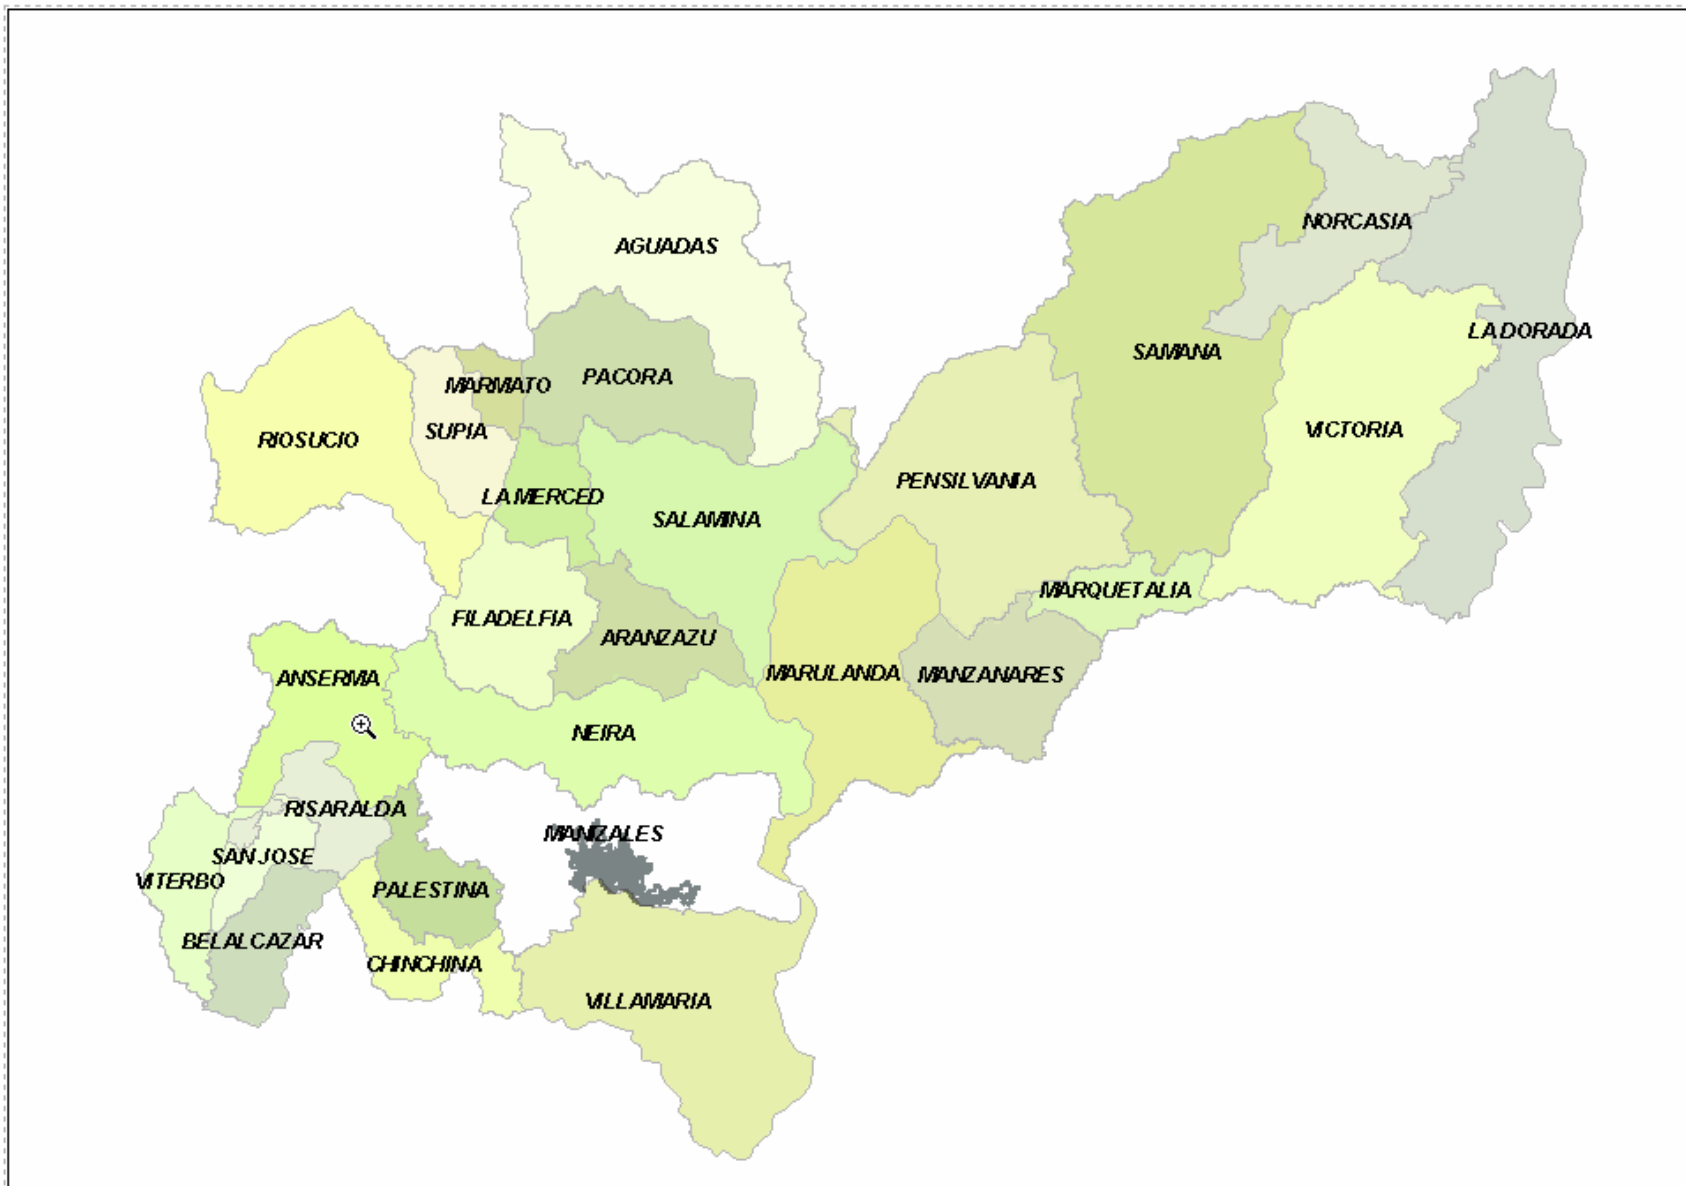 NORCASIA
AGUADAS
LA DORADA
SAMANA
PACORA
MARMATO
VICTORIA
SUPIA
RIOSUCIO
PENSILVANIA
LA MERCED
SALAMINA
MARQUETALIA
FILADELFIA
ARANZAZU
MARULANDA
MANZANARES
ANSERMA
NEIRA
RISARALDA
MANIZALES
SAN JOSE
VITERBO
PALESTINA
BELALCAZAR
CHINCHINA
VILLAMARIA